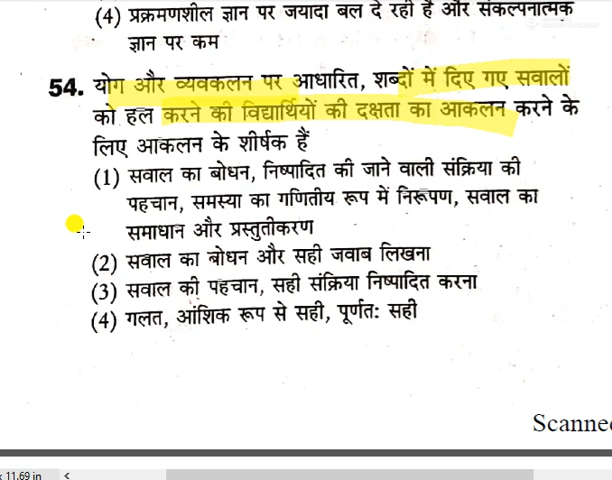 (4) प्रक्रमणशील ज्ञान पर जयादा बल दे रही है और संकल्पनात्मक
ज्ञान पर कम
54. योग और व्यवकलन पर आधारित, शब्दों में दिए गए सवालों
को हल करने की विद्यार्थियों की दक्षता का आकलन करने के
लिए आकलन के शीर्षक हैं
(1) सवाल का बोधन, निष्पादित की जाने वाली संक्रिया की
पहचान, समस्या का गणितीय रूप में निरूपण, सवाल का
समाधान और प्रस्तुतीकरण
(2) सवाल का बोधन और सही जवाब लिखना
(3) सवाल की पहचान, सही संक्रिया निष्पादित करना
(4) गलत, आंशिक रूप से सही, पूर्णतः सही
Scanne
x 11.69 in